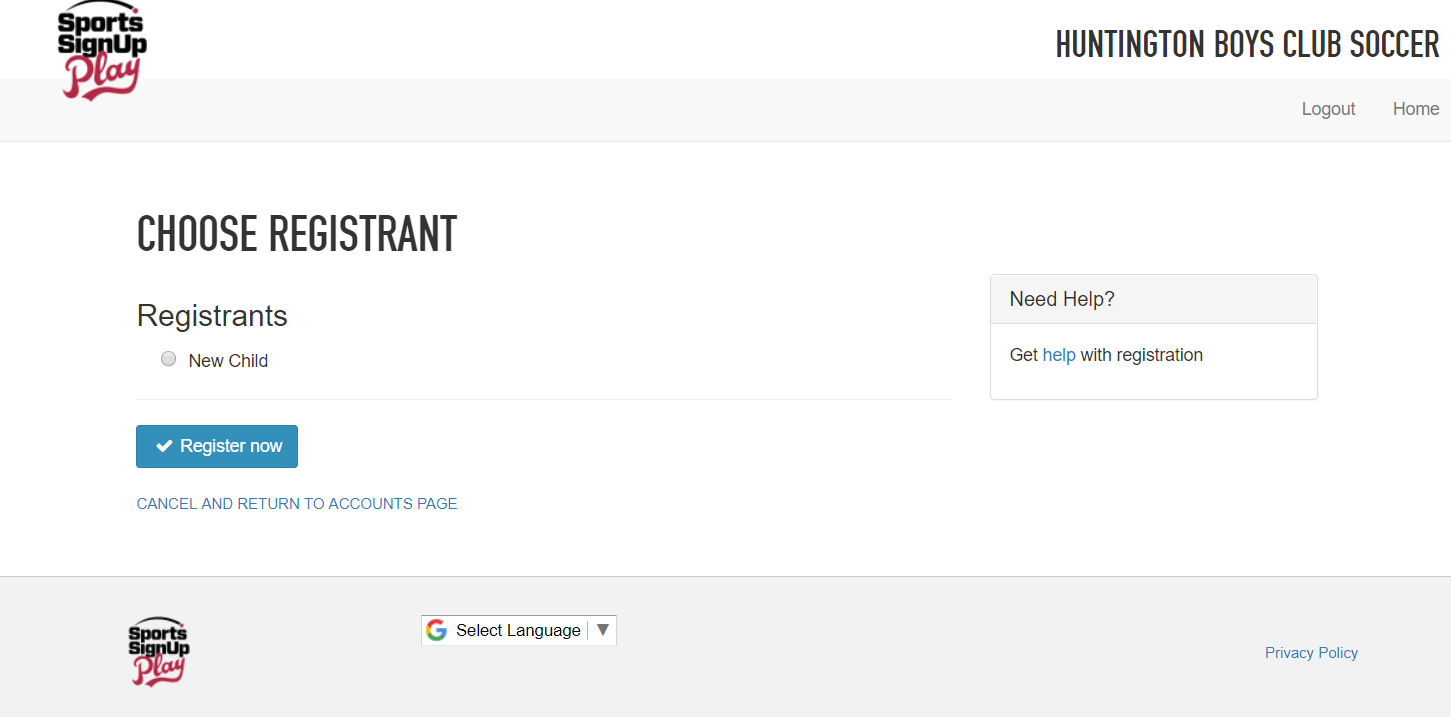 Sports
SignUp
Play
HUNTINGTON BOYS CLUB SOCCER
Logout Home
CHOOSE REGISTRANT
Registrants
New Child
Need Help?
Get help with registration
Register now
CANCEL AND RETURN TO ACCOUNTS PAGE
Sports
SignUp
Play
Select Language
Privacy Policy